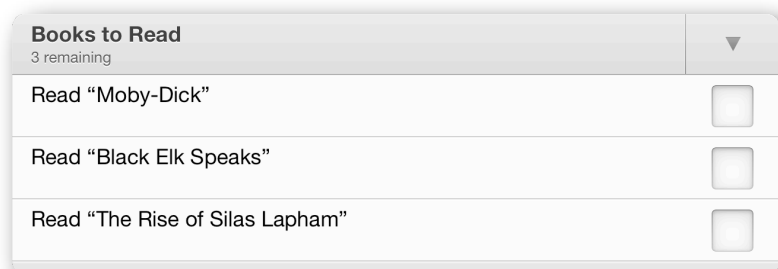 Books to Read
3 remaining
Read “Moby-Dick”
Read “Black Elk Speaks”
Read “The Rise of Silas Lapham”